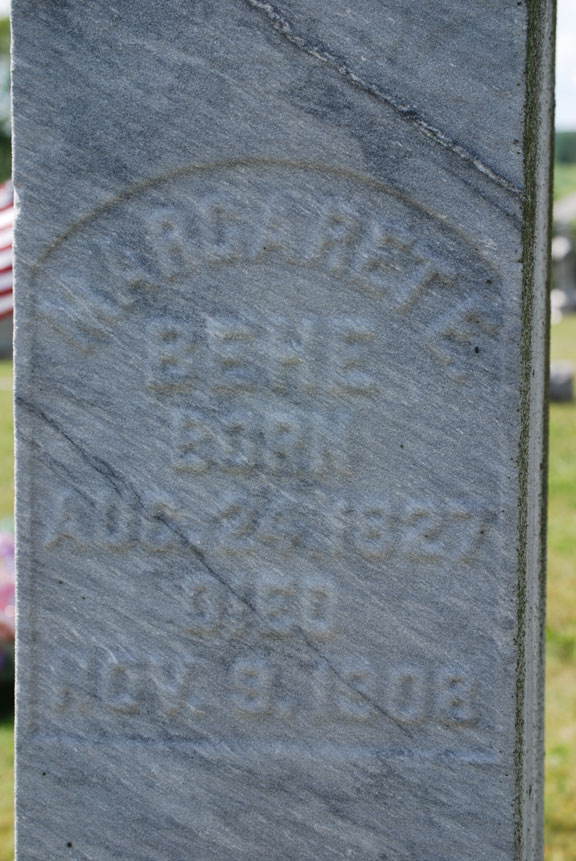 MARGARETE,
BEHE
BORN
AUG. 24, 1827
DIED
NOV. 9, 1908